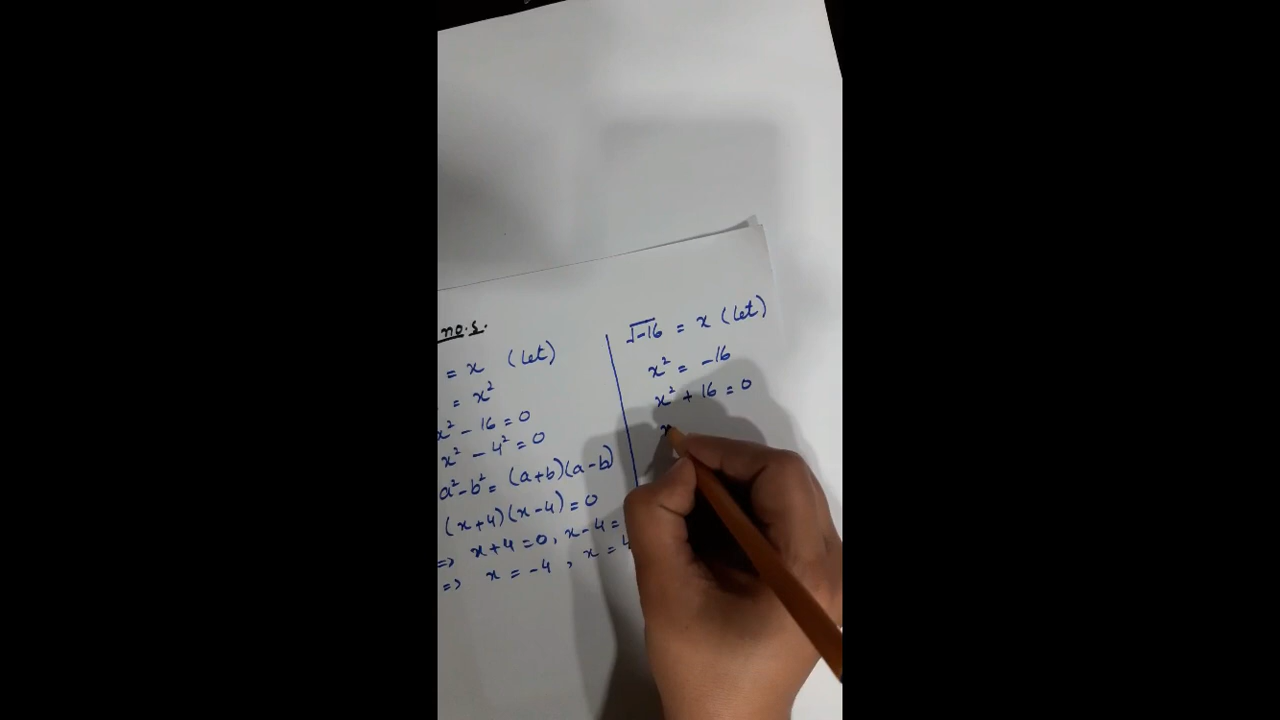 no.s.
= x (let)
= x²
x² - 16 = 0
x² - 4² = 0
a² - b² = (a+b)(a-b)
(x+4)(x-4) = 0
=> x+4 = 0, x-4 =
=> x = -4 , x = 4
√-16 = x (let)
x² = -16
x² + 16 = 0
x